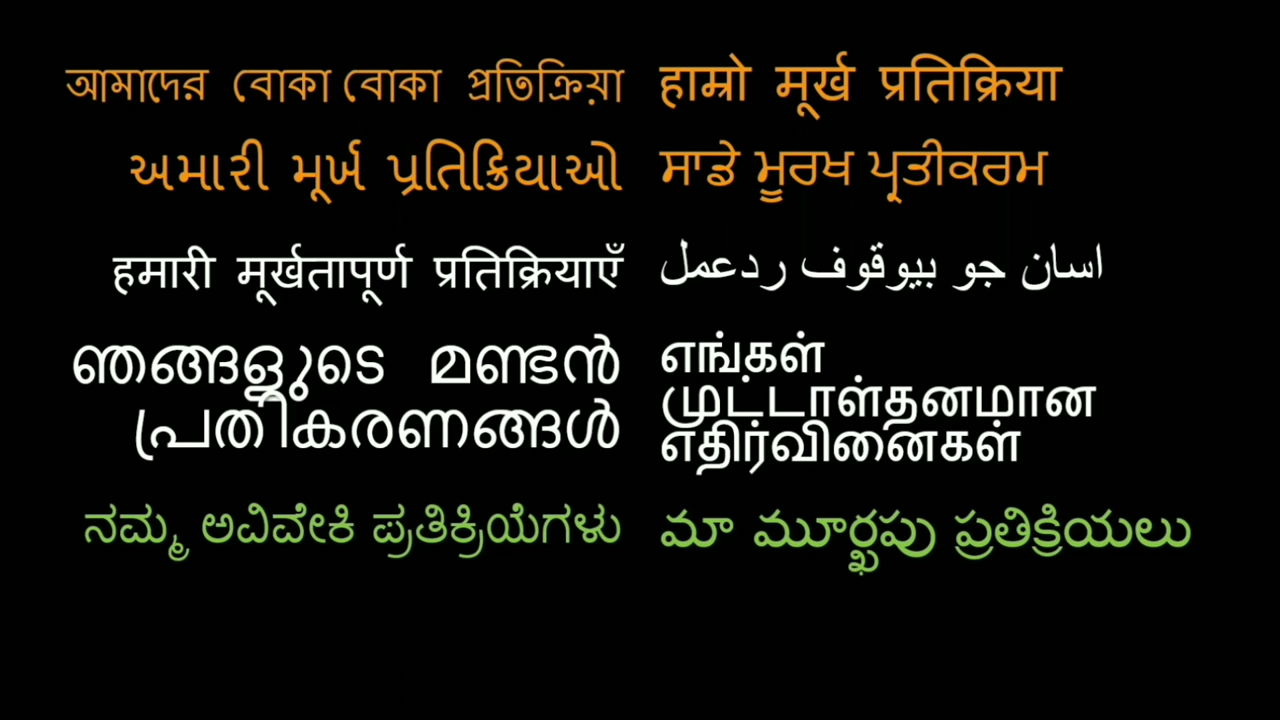 আমাদের বোকা বোকা প্রতিক্রিয়া
हाम्रो मूर्ख प्रतिक्रिया
અમારી મૂર્ખ પ્રતિક્રિયાઓ
ਸਾਡੇ ਮੂਰਖ ਪ੍ਰਤੀਕਰਮ
हमारी मूर्खतापूर्ण प्रतिक्रियाएँ
اسان جو بيوقوف ردعمل
ഞങ്ങളുടെ മണ്ടൻ
പ്രതികരണങ്ങൾ
எங்கள்
முட்டாள்தனமான
எதிர்வினைகள்
ನಮ್ಮ ಅವಿವೇಕಿ ಪ್ರತಿಕ್ರಿಯೆಗಳು
మా మూర్ఖపు ప్రతిక్రియలు